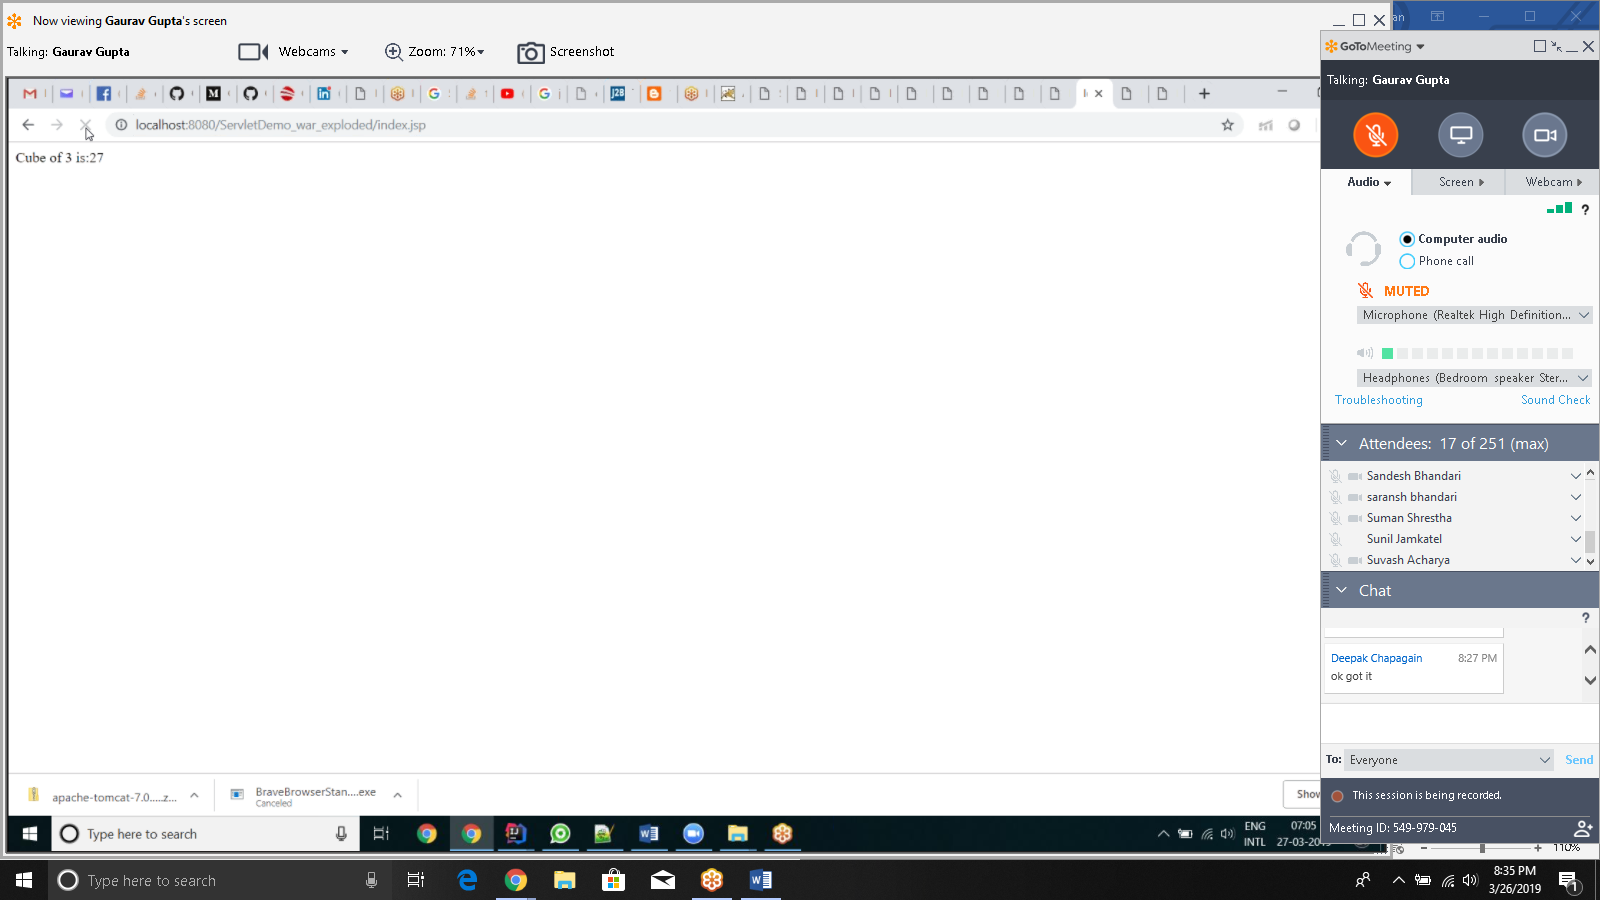 Now viewing Gaurav Gupta's screen
Talking: Gaurav Gupta
Webcams
Zoom: 71%
Screenshot
localhost:8080/ServletDemo_war_exploded/index.jsp
Cube of 3 is:27
apache-tomcat-7.0.....z...
BraveBrowserStan....exe
Canceled
Show
Type here to search
ENG
INTL
07:05
27-03-2019
GoToMeeting
Talking: Gaurav Gupta
Audio
Screen
Webcam
?
Computer audio
Phone call
MUTED
Microphone (Realtek High Definition...
Headphones (Bedroom speaker Ster...
Troubleshooting
Sound Check
Attendees: 17 of 251 (max)
Sandesh Bhandari
saransh bhandari
Suman Shrestha
Sunil Jamkatel
Suvash Acharya
Chat
?
Deepak Chapagain 8:27 PM
ok got it
To: Everyone
Send
This session is being recorded.
Meeting ID: 549-979-045
110%
Type here to search
8:35 PM
3/26/2019
1